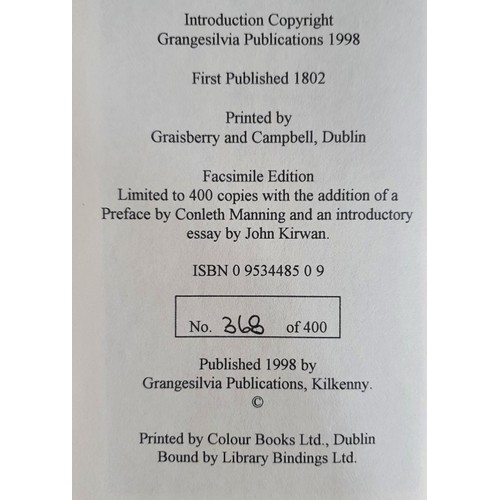 Introduction Copyright
Grangesilvia Publications 1998
First Published 1802
Printed by
Graisberry and Campbell, Dublin
Facsimile Edition
Limited to 400 copies with the addition of a
Preface by Conleth Manning and an introductory
essay by John Kirwan.
ISBN 0 9534485 0 9
No. 368 of 400
Published 1998 by
Grangesilvia Publications, Kilkenny.
©
Printed by Colour Books Ltd., Dublin
Bound by Library Bindings Ltd.